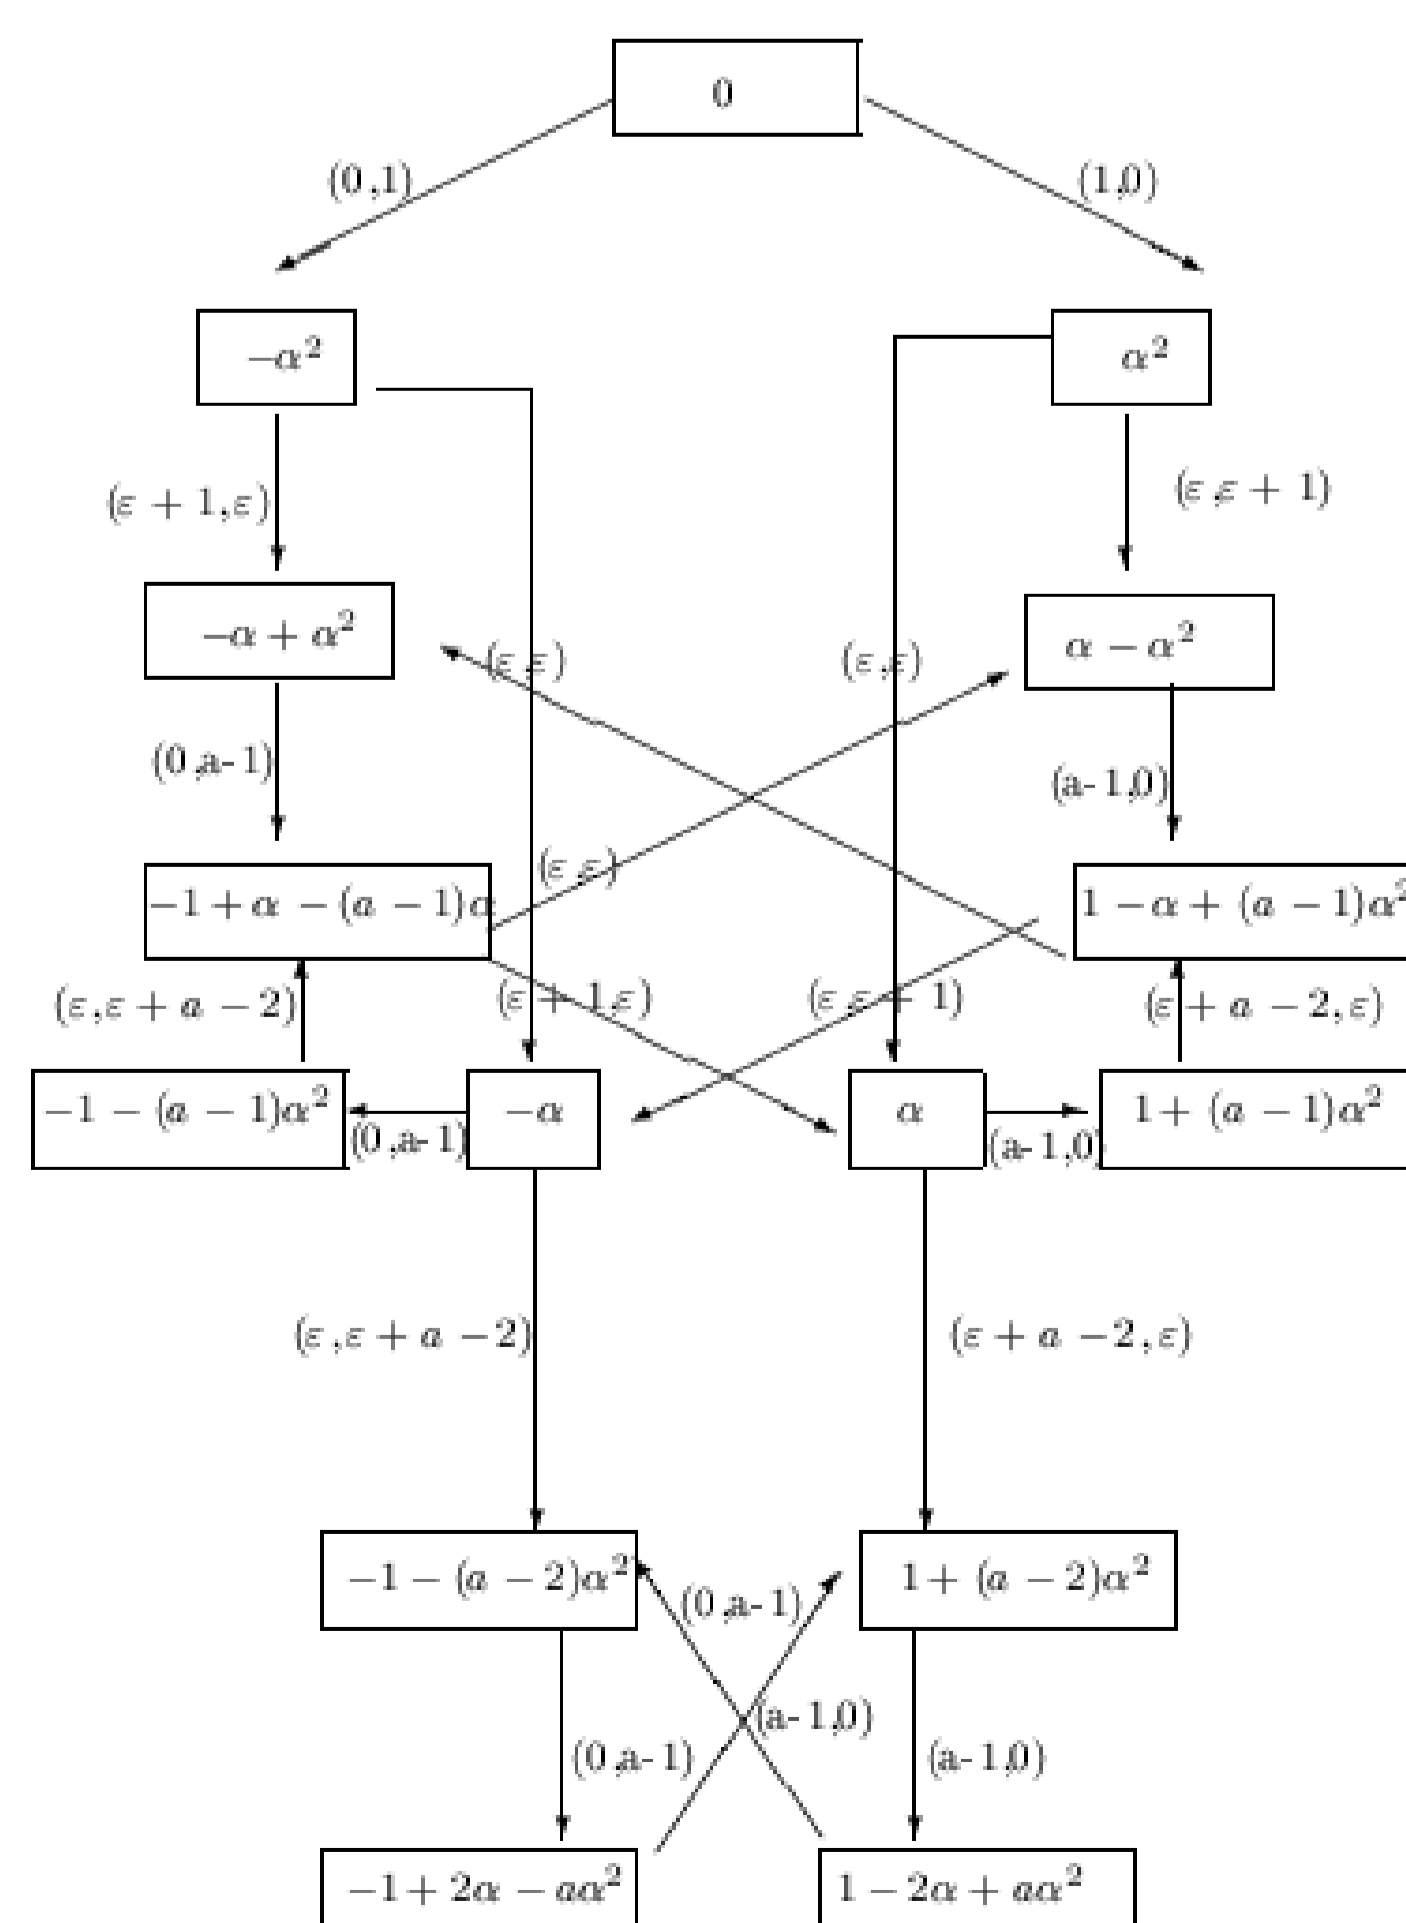 0
(0,1)
(1,0)
−α²
α²
(ε + 1,ε)
(ε,ε + 1)
−α + α²
(ε,ε)
(ε,ε)
α − α²
(0,a-1)
(a-1,0)
(ε,ε)
−1 + α − (a − 1)α
1 − α + (a − 1)α²
(ε,ε + a − 2)
(ε + 1,ε)
(ε,ε + 1)
(ε + a − 2,ε)
−1 − (a − 1)α²
−α
α
1 + (a − 1)α²
(0,a-1)
(a-1,0)
(ε,ε + a − 2)
(ε + a − 2,ε)
−1 − (a − 2)α²
1 + (a − 2)α²
(0,a-1)
(a-1,0)
(0,a-1)
(a-1,0)
−1 + 2α − aα²
1 − 2α + aα²